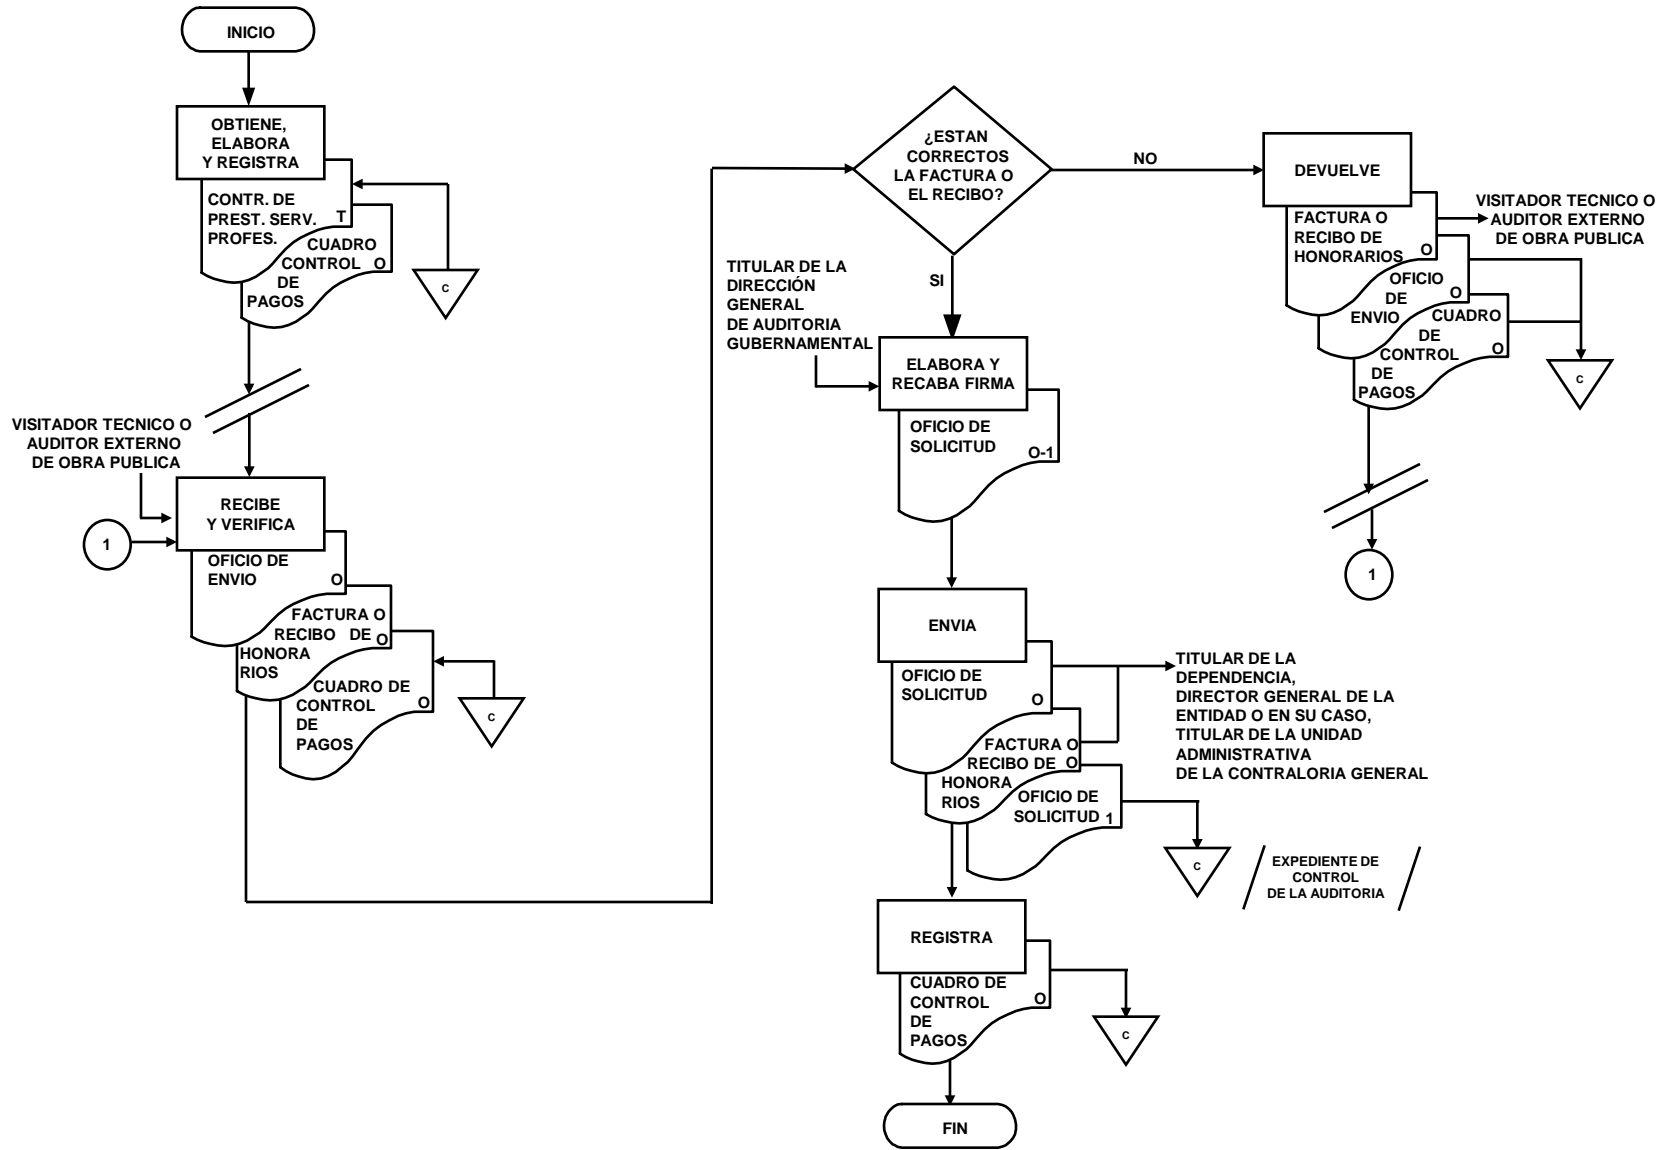 INICIO
OBTIENE,
ELABORA
Y REGISTRA
CONTR. DE
PREST. SERV.
PROFES.
T
CUADRO
CONTROL
O
DE
PAGOS
C
VISITADOR TECNICO O
AUDITOR EXTERNO
DE OBRA PUBLICA
RECIBE
Y VERIFICA
1
OFICIO DE
ENVIO
O
FACTURA O
RECIBO DE
O
HONORA
RIOS
CUADRO DE
CONTROL
O
DE
PAGOS
C
¿ESTAN
CORRECTOS
LA FACTURA O
EL RECIBO?
NO
SI
TITULAR DE LA
DIRECCIÓN
GENERAL
DE AUDITORIA
GUBERNAMENTAL
ELABORA Y
RECABA FIRMA
OFICIO DE
SOLICITUD
O-1
ENVIA
OFICIO DE
SOLICITUD
O
FACTURA O
RECIBO DE
O
HONORA
RIOS
OFICIO DE
SOLICITUD
1
TITULAR DE LA
DEPENDENCIA,
DIRECTOR GENERAL DE LA
ENTIDAD O EN SU CASO,
TITULAR DE LA UNIDAD
ADMINISTRATIVA
DE LA CONTRALORIA GENERAL
C
EXPEDIENTE DE
CONTROL
DE LA AUDITORIA
REGISTRA
CUADRO DE
CONTROL
O
DE
PAGOS
C
FIN
DEVUELVE
FACTURA O
RECIBO DE
HONORARIOS
O
VISITADOR TECNICO O
AUDITOR EXTERNO
DE OBRA PUBLICA
OFICIO
DE
O
ENVIO
CUADRO
DE
CONTROL
O
DE
PAGOS
C
1